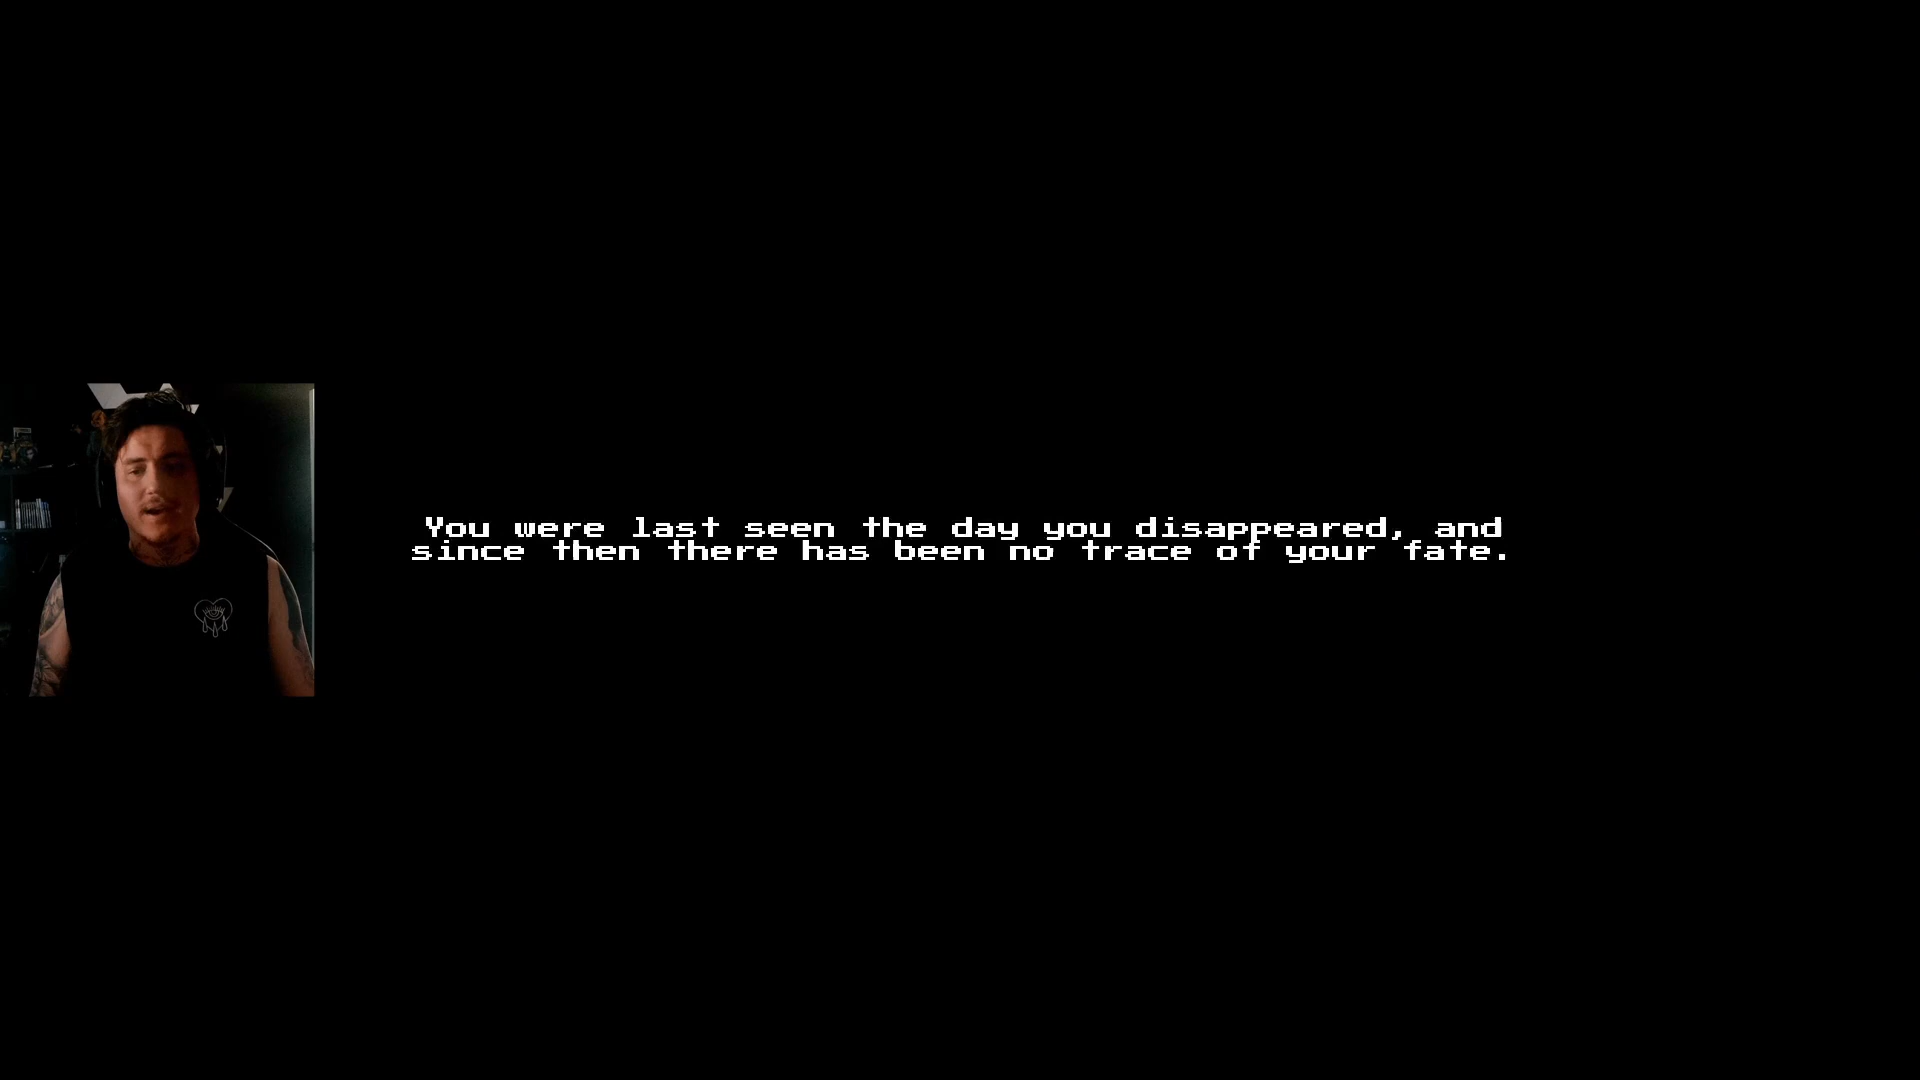 You were last seen the day you disappeared, and
since then there has been no trace of your fate.